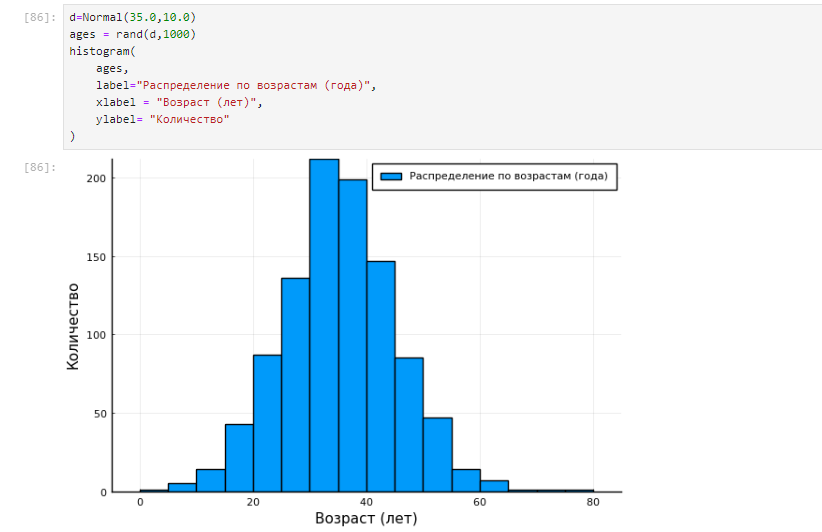 [86]:
d=Normal(35.0,10.0)
ages = rand(d,1000)
histogram(
ages,
label="Распределение по возрастам (года)",
xlabel = "Возраст (лет)",
ylabel= "Количество"
)
[86]:
Распределение по возрастам (года)
200
150
100
50
0
Количество
0 20 40 60 80
Возраст (лет)